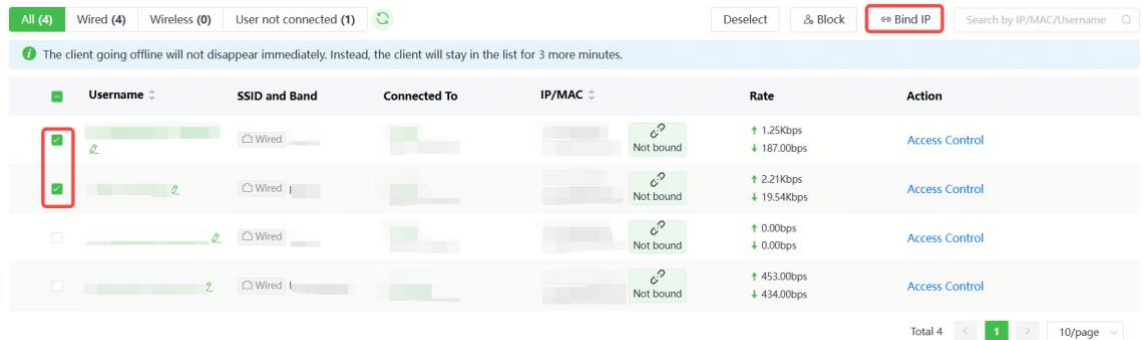 All (4) Wired (4) Wireless (0) User not connected (1) Deselect Block Bind IP Search by IP/MAC/Username
The client going offline will not disappear immediately. Instead, the client will stay in the list for 3 more minutes.
Username SSID and Band Connected To IP/MAC Rate Action
Wired Not bound ↑ 1.25Kbps Access Control
↓ 187.00bps
Wired Not bound ↑ 2.21Kbps Access Control
↓ 19.54Kbps
Wired Not bound ↑ 0.00bps Access Control
↓ 0.00bps
Wired Not bound ↑ 453.00bps Access Control
↓ 434.00bps
Total 4 < 1 > 10/page